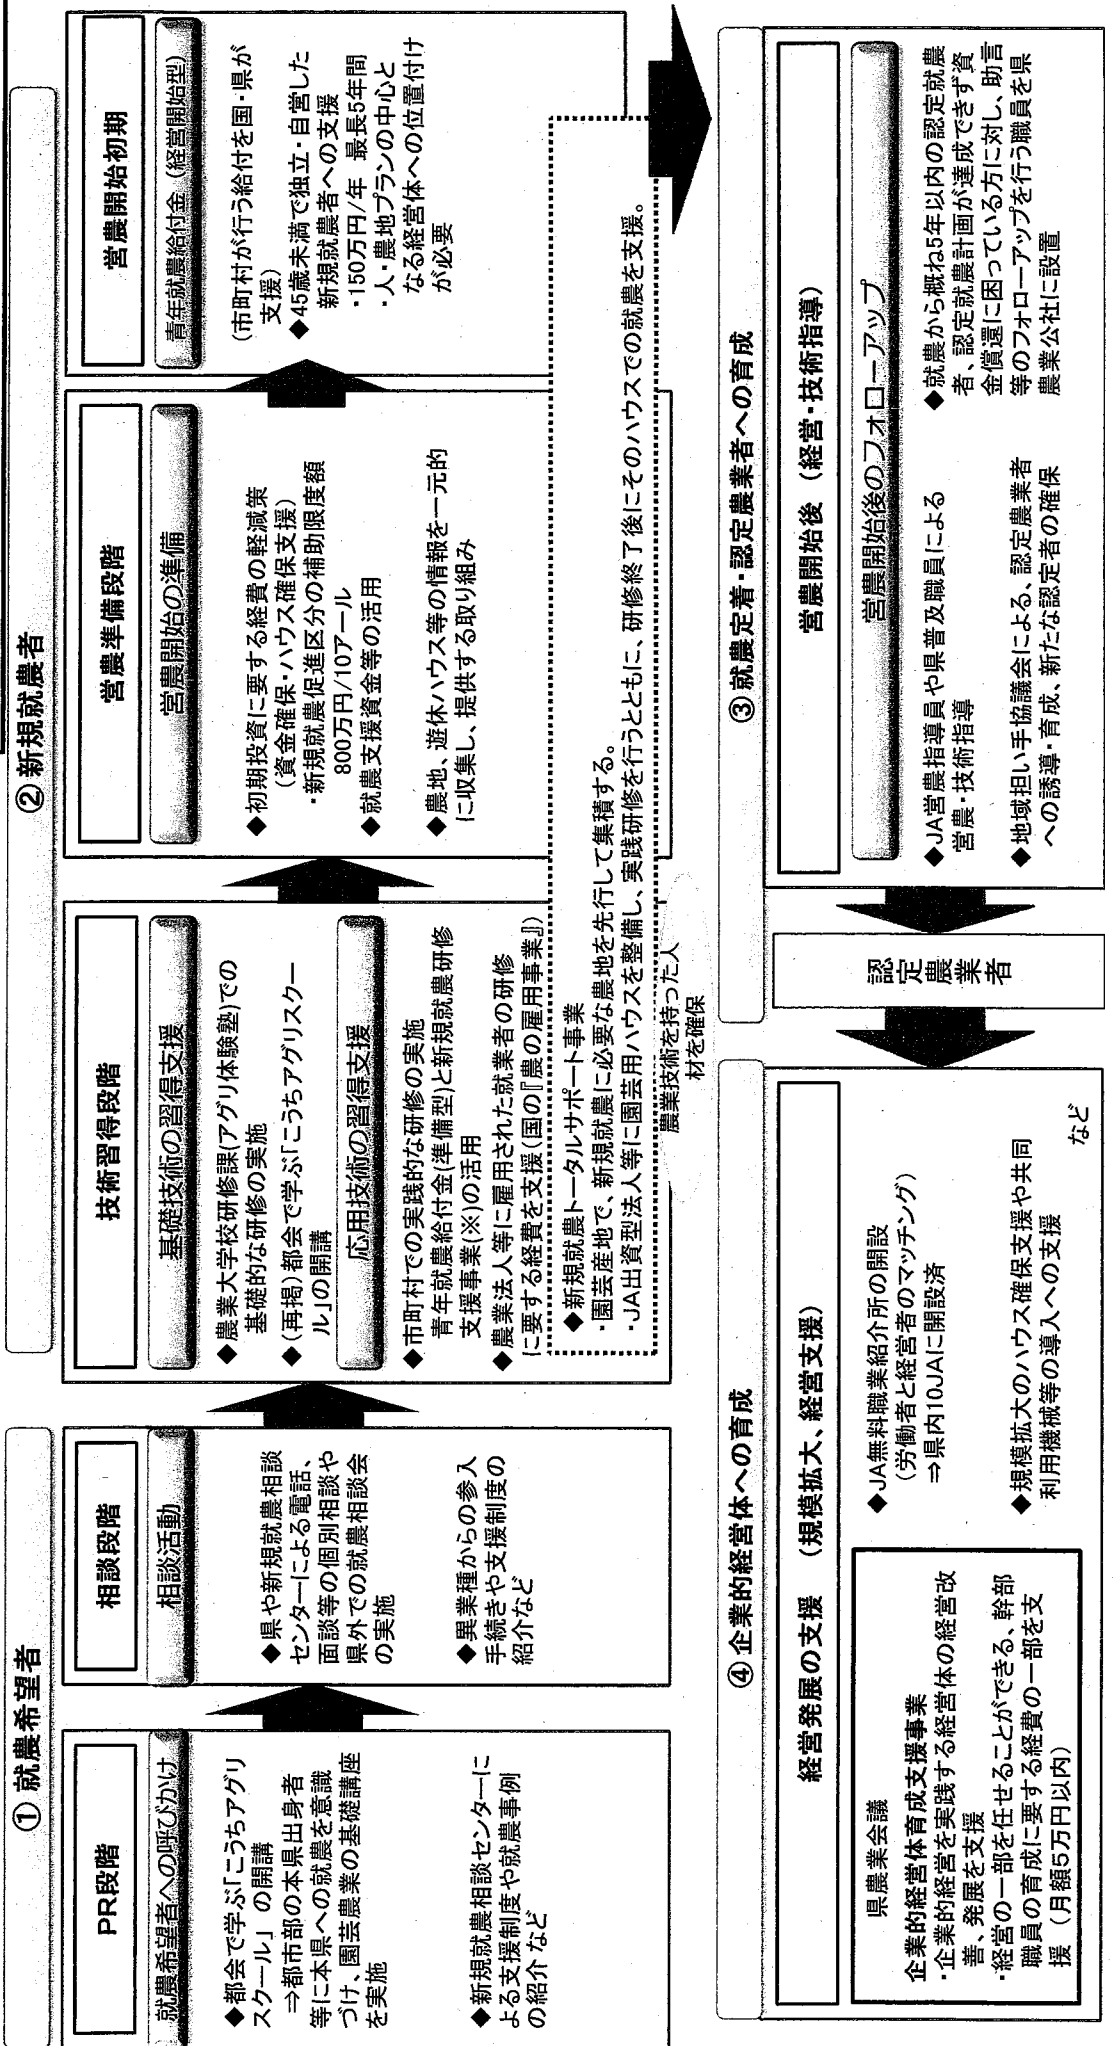 ①就農希望者
PR段階
就農希望者への呼びかけ
◆都会で学ぶ「こうちアグリ
スクール」の開講
⇒都市部の本県出身者
等に本県への就農を意識
づけ、園芸農業の基礎講座
を実施
◆新規就農相談センターに
よる支援制度や就農事例
の紹介など
相談段階
相談活動
◆県や新規就農相談
センターによる電話、
面談等の個別相談や
県外での就農相談会
の実施
◆異業種からの参入
手続きや支援制度の
紹介など
②新規就農者
技術習得段階
基礎技術の習得支援
◆農業大学校研修課(アグリ体験塾)での
基礎的な研修の実施
◆(再掲)都会で学ぶ「こうちアグリスクー
ル」の開講
応用技術の習得支援
◆市町村での実践的な研修の実施
青年就農給付金(準備型)と新規就農研修
支援事業(※)の活用
◆農業法人等に雇用された就業者の研修
に要する経費を支援(国の『農の雇用事業』)
営農準備段階
営農開始の準備
◆初期投資に要する経費の軽減策
(資金確保・ハウス確保支援)
・新規就農促進区分の補助限度額
800万円/10アール
◆就農支援資金等の活用
◆農地、遊休ハウス等の情報を一元的
に収集し、提供する取り組み
営農開始初期
青年就農給付金(経営開始型)
(市町村が行う給付を国・県が
支援)
◆45歳未満で独立・自営した
新規就農者への支援
・150万円/年 最長5年間
・人・農地プランの中心と
なる経営体への位置付け
が必要
◆新規就農トータルサポート事業
・園芸産地で、新規就農に必要な農地を先行して集積する。
・JA出資型法人等に園芸用ハウスを整備し、実践研修を行うとともに、研修終了後にそのハウスでの就農を支援。
農業技術を持った人
材を確保
③就農定着・認定農業者への育成
営農開始後(経営・技術指導)
営農開始後のフォローアップ
◆JA営農指導員や県普及職員による
営農・技術指導
◆地域担い手協議会による、認定農業者
への誘導・育成、新たな認定者の確保
◆就農から概ね5年以内の認定就農
者、認定就農計画が達成できず資
金償還に困っている方に対し、助言
等のフォローアップを行う職員を県
農業公社に設置
認定
農業者
④企業的経営体への育成
経営発展の支援 (規模拡大、経営支援)
県農業会議
企業的経営体育成支援事業
・企業的経営を実践する経営体の経営改
善、発展を支援
・経営の一部を任せることができる、幹部
職員の育成に要する経費の一部を支
援(月額5万円以内)
◆JA無料職業紹介所の開設
(労働者と経営者のマッチング)
⇒県内10JAに開設済
◆規模拡大のハウス確保支援や共同
利用機械等の導入への支援
など